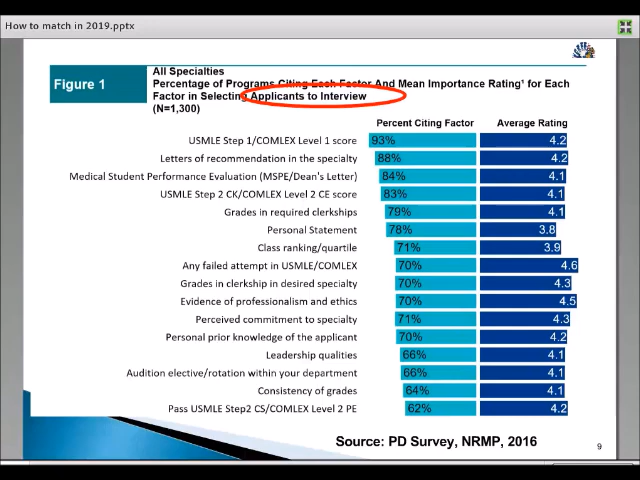 How to match in 2019.pptx
Figure 1
All Specialties
Percentage of Programs Citing Each Factor And Mean Importance Rating¹ for Each
Factor in Selecting Applicants to Interview
(N=1,300)
Percent Citing Factor Average Rating
USMLE Step 1/COMLEX Level 1 score 93% 4.2
Letters of recommendation in the specialty 88% 4.2
Medical Student Performance Evaluation (MSPE/Dean's Letter) 84% 4.1
USMLE Step 2 CK/COMLEX Level 2 CE score 83% 4.1
Grades in required clerkships 79% 4.1
Personal Statement 78% 3.8
Class ranking/quartile 71% 3.9
Any failed attempt in USMLE/COMLEX 70% 4.6
Grades in clerkship in desired specialty 70% 4.3
Evidence of professionalism and ethics 70% 4.5
Perceived commitment to specialty 71% 4.3
Personal prior knowledge of the applicant 70% 4.2
Leadership qualities 66% 4.1
Audition elective/rotation within your department 66% 4.1
Consistency of grades 64% 4.1
Pass USMLE Step2 CS/COMLEX Level 2 PE 62% 4.2
Source: PD Survey, NRMP, 2016
9